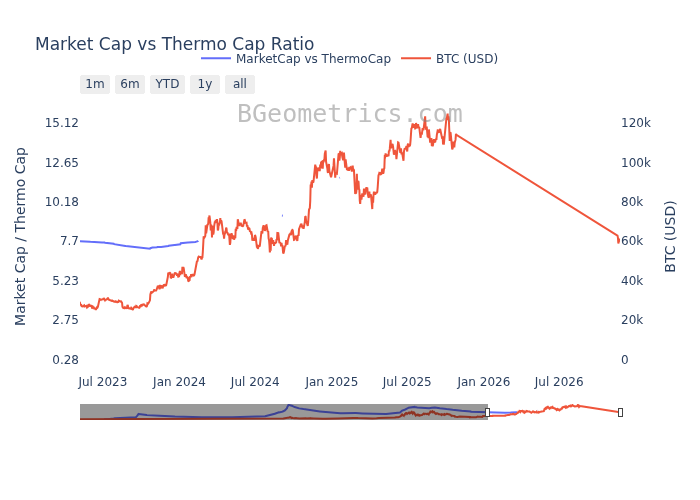 Market Cap vs Thermo Cap Ratio
MarketCap vs ThermoCap
BTC (USD)
1m 6m YTD 1y all
BGeometrics.com
15.12
12.65
10.18
7.7
5.23
2.75
0.28
Market Cap / Thermo Cap
120k
100k
80k
60k
40k
20k
0
BTC (USD)
Jul 2023 Jan 2024 Jul 2024 Jan 2025 Jul 2025 Jan 2026 Jul 2026